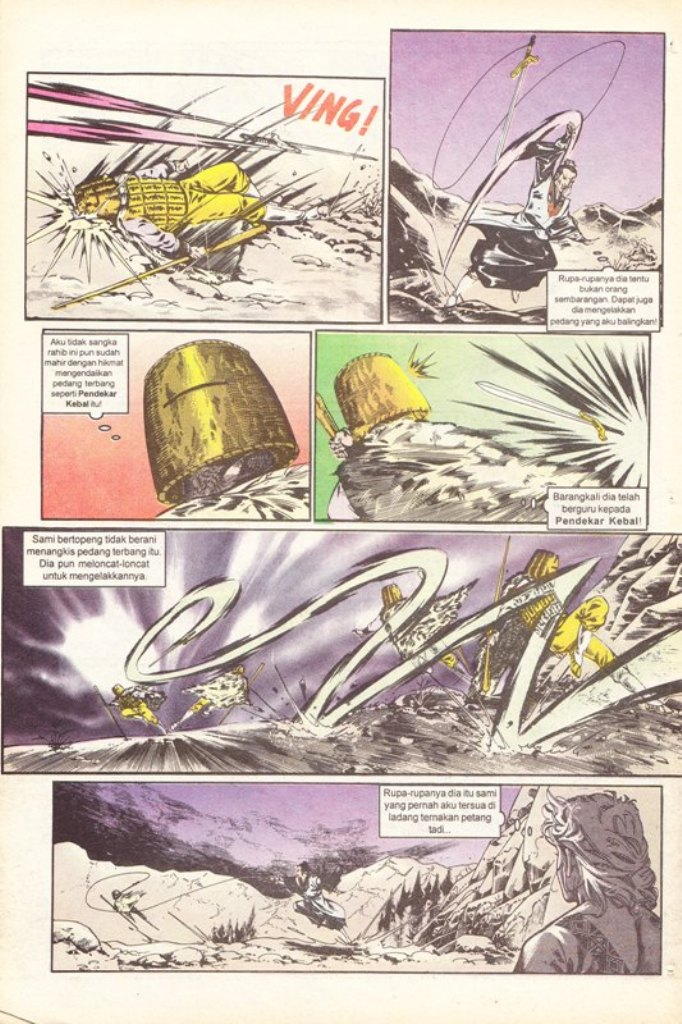 VING!
Rupa-rupanya dia tentu
bukan orang
sembarangan. Dapat juga
dia mengelakkan
pedang yang aku balingkan!
Aku tidak sangka
rahib ini pun sudah
mahir dengan hikmat
mengendalikan
pedang terbang
seperti Pendekar
Kebal itu!
Barangkali dia telah
berguru kepada
Pendekar Kebal!
Sami bertopeng tidak berani
menangkis pedang terbang itu.
Dia pun meloncat-loncat
untuk mengelakkannya.
Rupa-rupanya dia itu sami
yang pernah aku tersua di
ladang ternakan petang
tadi...